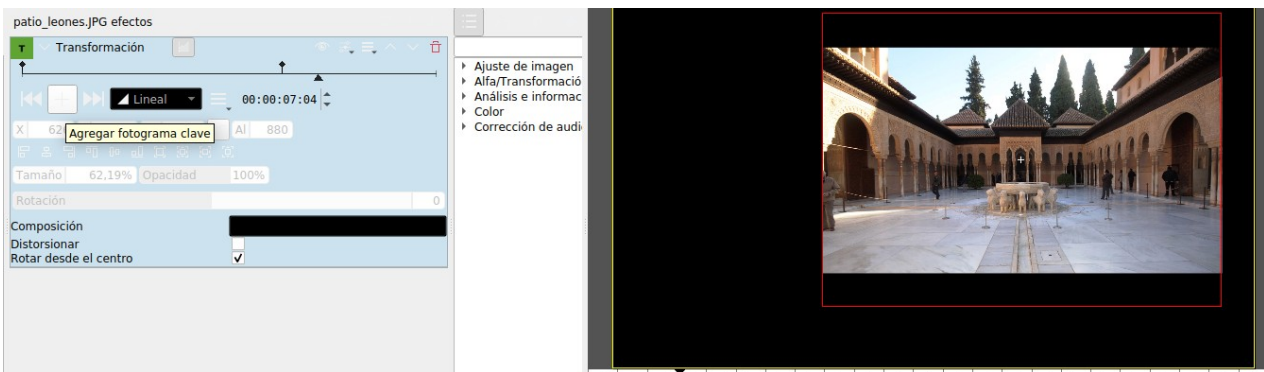 patio_leones.JPG efectos
T Transformación
Lineal 00:00:07:04
X Agregar fotograma clave Al 880
Tamaño 62,19% Opacidad 100%
Rotación 0
Composición
Distorsionar
Rotar desde el centro
Ajuste de imagen
Alfa/Transformació
Análisis e informac
Color
Corrección de audi